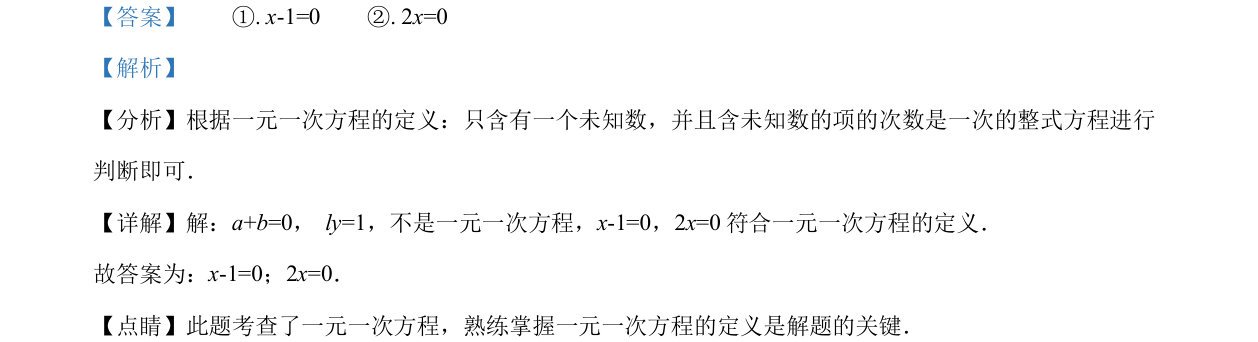 【答案】 ①. x-1=0 ②. 2x=0
【解析】
【分析】根据一元一次方程的定义：只含有一个未知数，并且含未知数的项的次数是一次的整式方程进行
判断即可．
【详解】解：a+b=0， ly=1，不是一元一次方程，x-1=0，2x=0 符合一元一次方程的定义．
故答案为：x-1=0；2x=0．
【点睛】此题考查了一元一次方程，熟练掌握一元一次方程的定义是解题的关键．